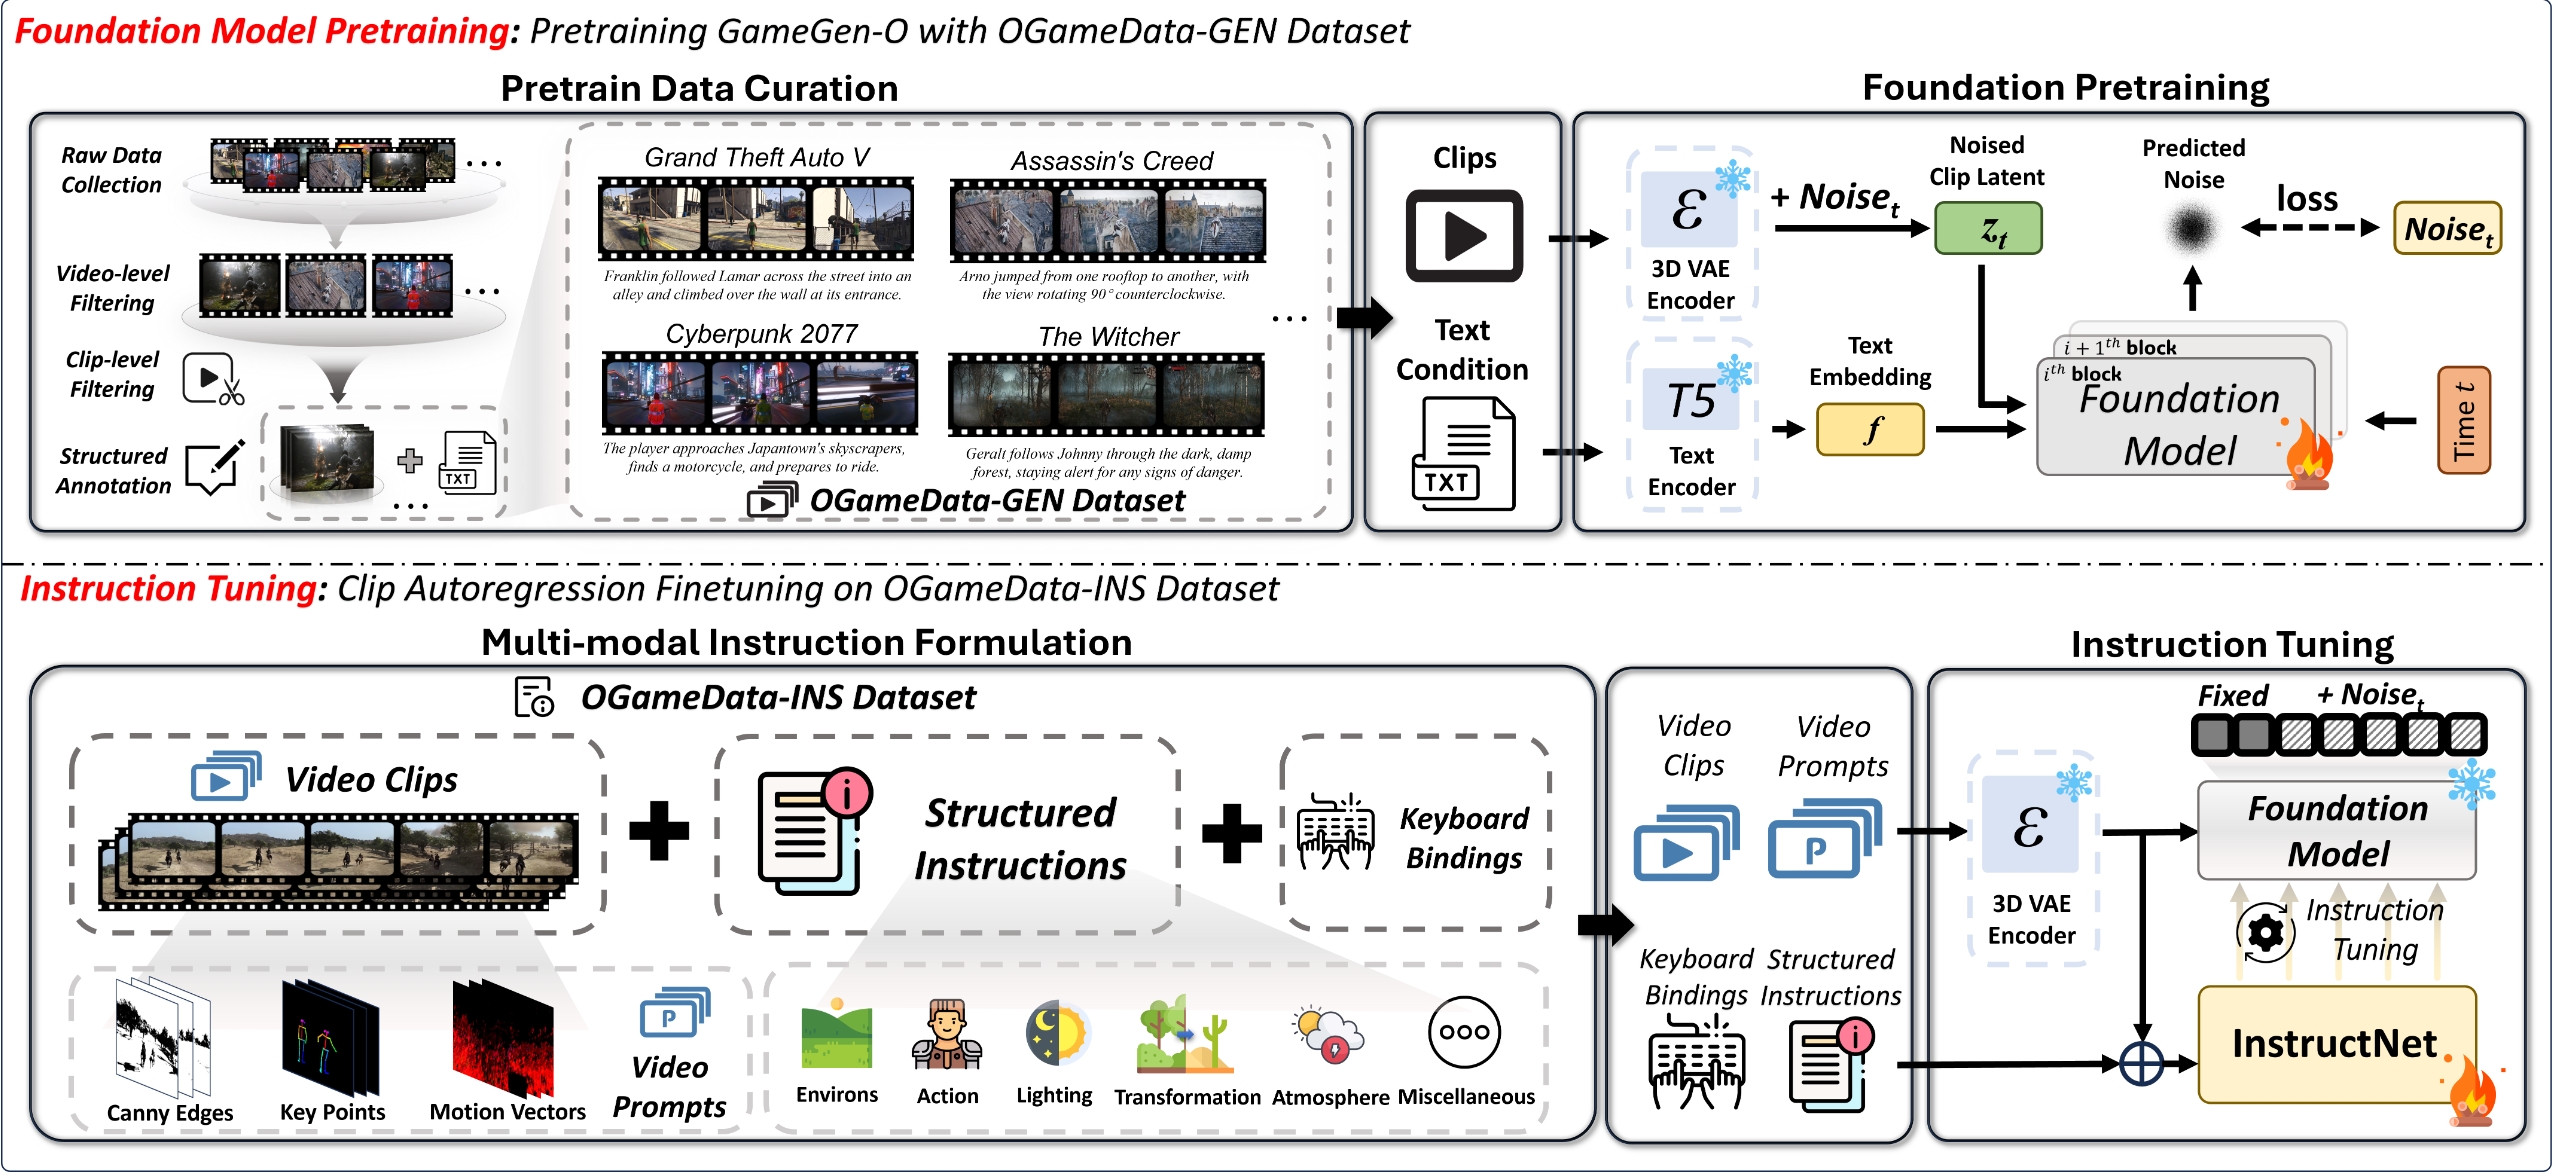 Foundation Model Pretraining: Pretraining GameGen-O with OGameData-GEN Dataset
Pretrain Data Curation
Raw Data
Collection
Video-level
Filtering
Clip-level
Filtering
Structured
Annotation
TXT
Grand Theft Auto V
Franklin followed Lamar across the street into an
alley and climbed over the wall at its entrance.
Assassin's Creed
Arno jumped from one rooftop to another, with
the view rotating 90° counterclockwise.
Cyberpunk 2077
The player approaches Japantown's skyscrapers,
finds a motorcycle, and prepares to ride.
The Witcher
Geralt follows Johnny through the dark, damp
forest, staying alert for any signs of danger.
...
OGameData-GEN Dataset
Clips
Text
Condition
TXT
Foundation Pretraining
ε
3D VAE
Encoder
+ Noise_t
Noised
Clip Latent
z_t
Predicted
Noise
loss
Noise_t
T5
Text
Encoder
Text
Embedding
f
i + 1^th block
i^th block
Foundation
Model
Time t
Instruction Tuning: Clip Autoregression Finetuning on OGameData-INS Dataset
Multi-modal Instruction Formulation
OGameData-INS Dataset
Video Clips
Structured
Instructions
Keyboard
Bindings
Canny Edges
Key Points
Motion Vectors
P
Video
Prompts
Environs
Action
Lighting
Transformation
Atmosphere
Miscellaneous
Video
Clips
Video
Prompts
P
Keyboard
Bindings
Structured
Instructions
Instruction Tuning
Fixed
+ Noise_t
ε
3D VAE
Encoder
Foundation
Model
Instruction
Tuning
InstructNet